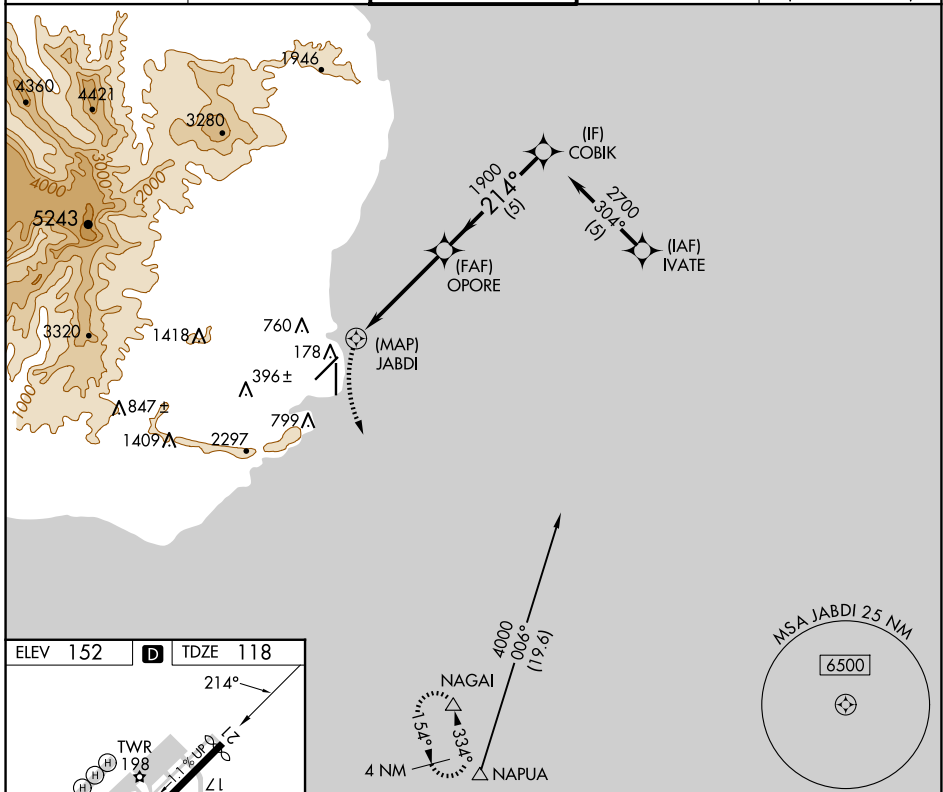 1946
4360
4421
3280
3000
4000
2000
5243
3320
1000
1418
760
178
396±
847±
1409
2297
799
(IF)
COBIK
1900
214°
(5)
2700
304°
(5)
(IAF)
IVATE
(FAF)
OPORE
(MAP)
JABDI
4000
006°
(19.6)
NAGAI
154°
334°
4 NM
NAPUA
MSA JABDI 25 NM
6500
ELEV 152 D TDZE 118
214°
TWR
198
1.1% UP
21
17
H
H
H